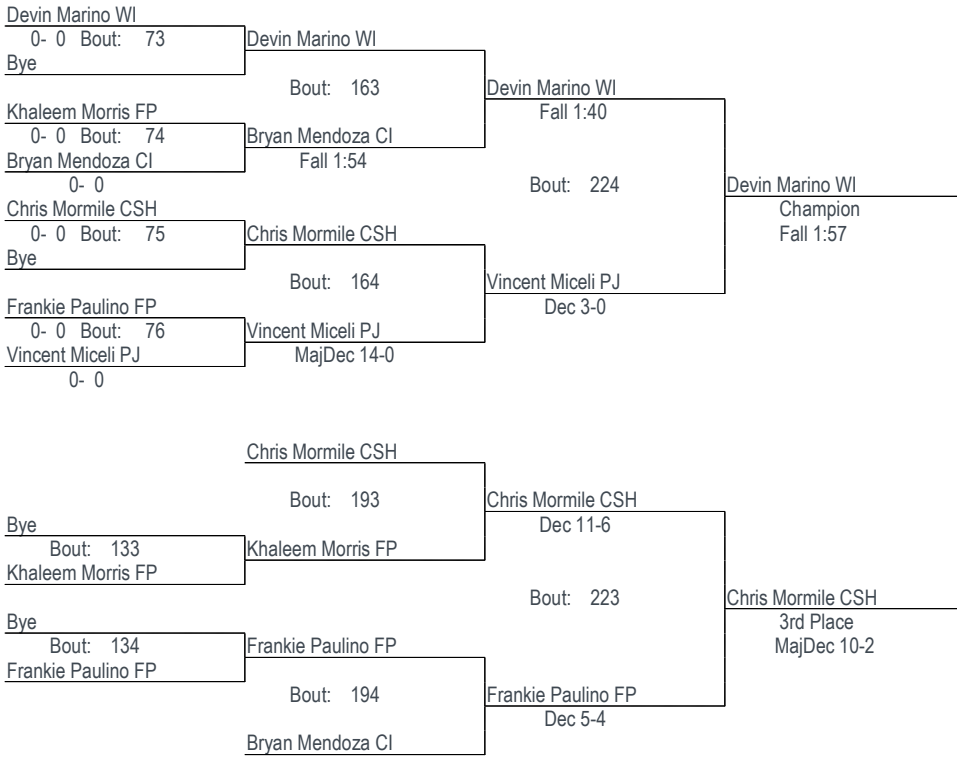 Devin Marino WI
0- 0 Bout: 73
Devin Marino WI
Bye
Bout: 163
Devin Marino WI
Khaleem Morris FP
Fall 1:40
0- 0 Bout: 74
Bryan Mendoza CI
Bryan Mendoza CI
Fall 1:54
0- 0
Bout: 224
Devin Marino WI
Chris Mormile CSH
Champion
0- 0 Bout: 75
Chris Mormile CSH
Fall 1:57
Bye
Bout: 164
Vincent Miceli PJ
Frankie Paulino FP
Dec 3-0
0- 0 Bout: 76
Vincent Miceli PJ
Vincent Miceli PJ
MajDec 14-0
0- 0
Chris Mormile CSH
Bout: 193
Chris Mormile CSH
Bye
Dec 11-6
Bout: 133
Khaleem Morris FP
Khaleem Morris FP
Bout: 223
Chris Mormile CSH
Bye
3rd Place
Bout: 134
Frankie Paulino FP
MajDec 10-2
Frankie Paulino FP
Bout: 194
Frankie Paulino FP
Dec 5-4
Bryan Mendoza CI